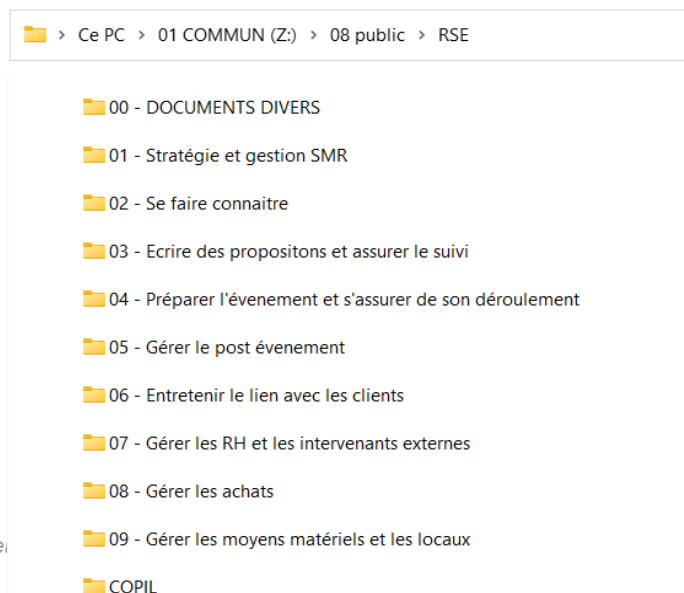 Ce PC > 01 COMMUN (Z:) > 08 public > RSE
00 - DOCUMENTS DIVERS
01 - Stratégie et gestion SMR
02 - Se faire connaitre
03 - Ecrire des propositons et assurer le suivi
04 - Préparer l'évenement et s'assurer de son déroulement
05 - Gérer le post évenement
06 - Entretenir le lien avec les clients
07 - Gérer les RH et les intervenants externes
08 - Gérer les achats
09 - Gérer les moyens matériels et les locaux
COPIL